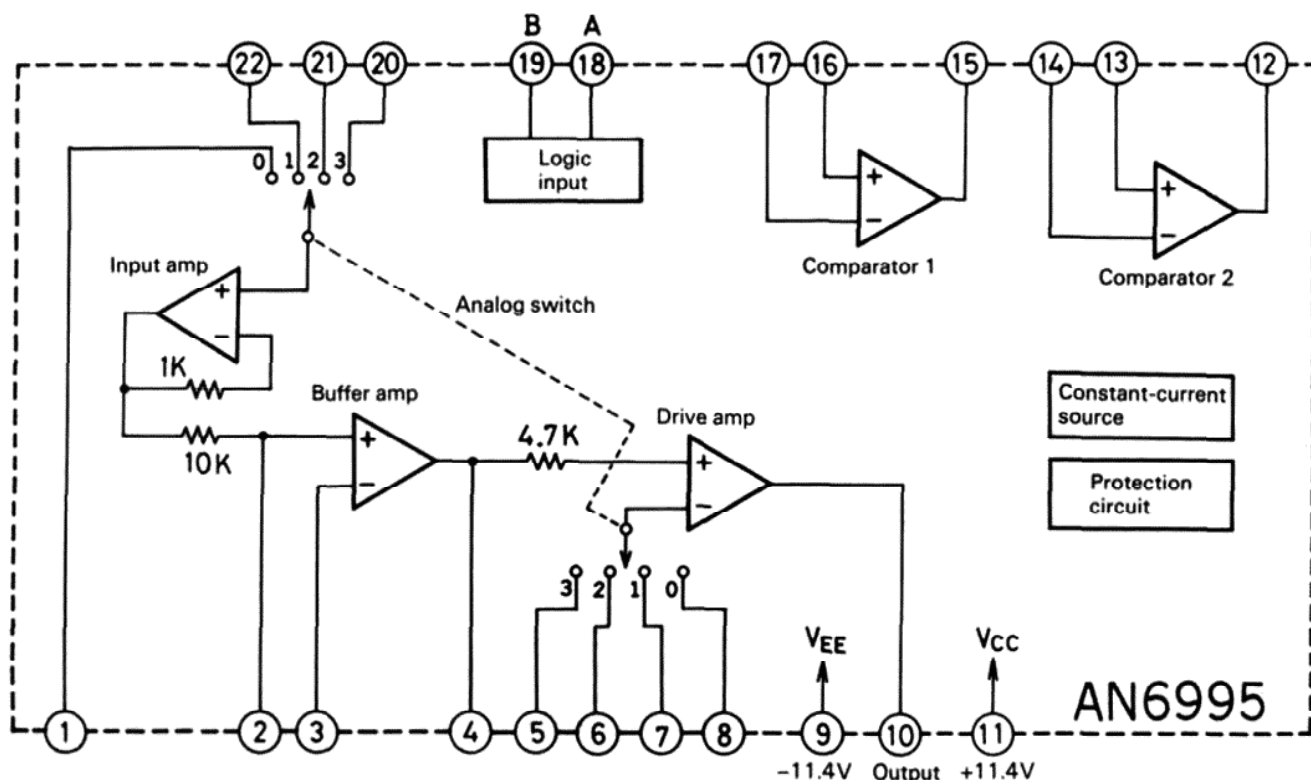 B A
22 21 20 19 18 17 16 15 14 13 12
0 1 2 3
Logic
input
+
−
Comparator 1
+
−
Comparator 2
Input amp
+
−
Analog switch
1K
Buffer amp
10K
+
−
4.7K
Drive amp
+
−
Constant-current
source
Protection
circuit
3 2 1 0
VEE
VCC
AN6995
1 2 3 4 5 6 7 8 9 10 11
−11.4V Output +11.4V